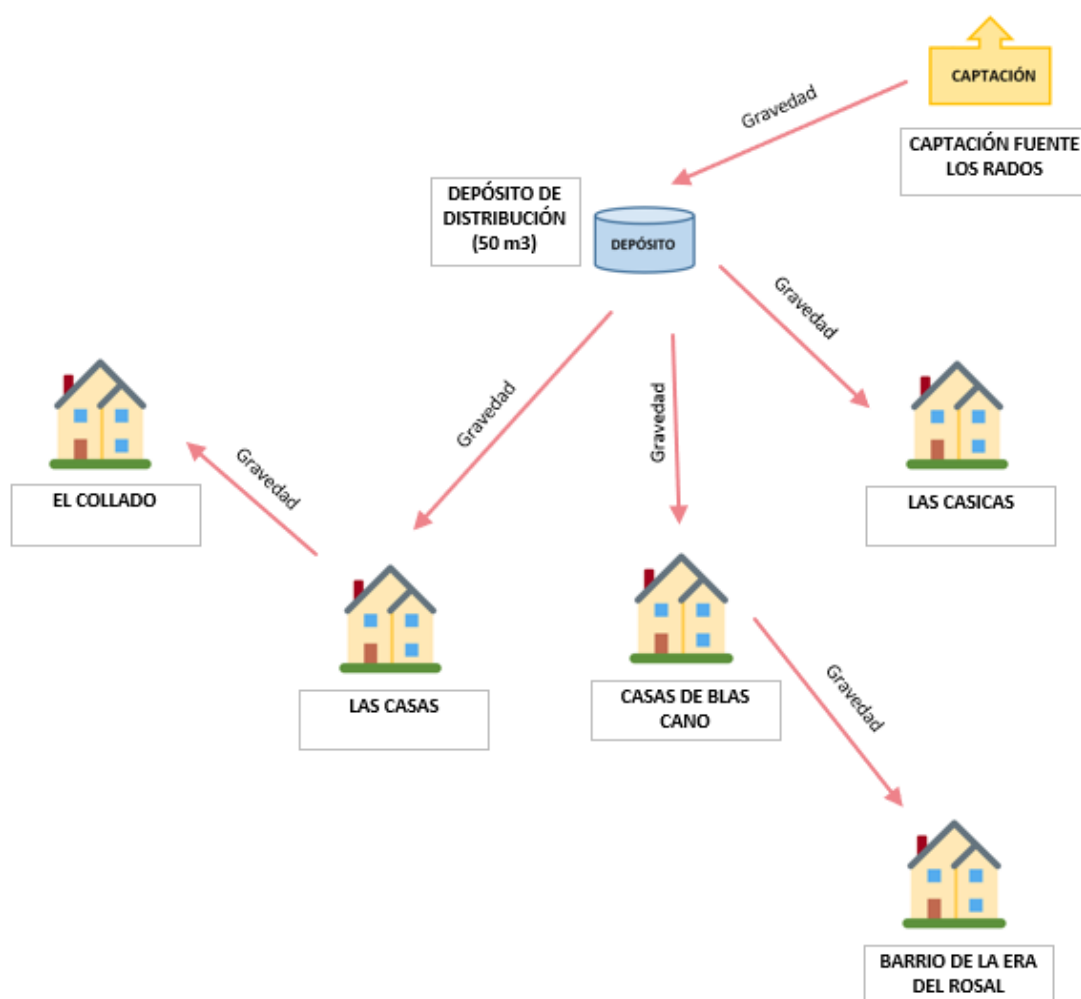 CAPTACIÓN
Gravedad
CAPTACIÓN FUENTE
LOS RADOS
DEPÓSITO DE
DISTRIBUCIÓN
(50 m3)
DEPÓSITO
Gravedad
Gravedad
Gravedad
Gravedad
EL COLLADO
LAS CASICAS
LAS CASAS
CASAS DE BLAS
CANO
Gravedad
BARRIO DE LA ERA
DEL ROSAL